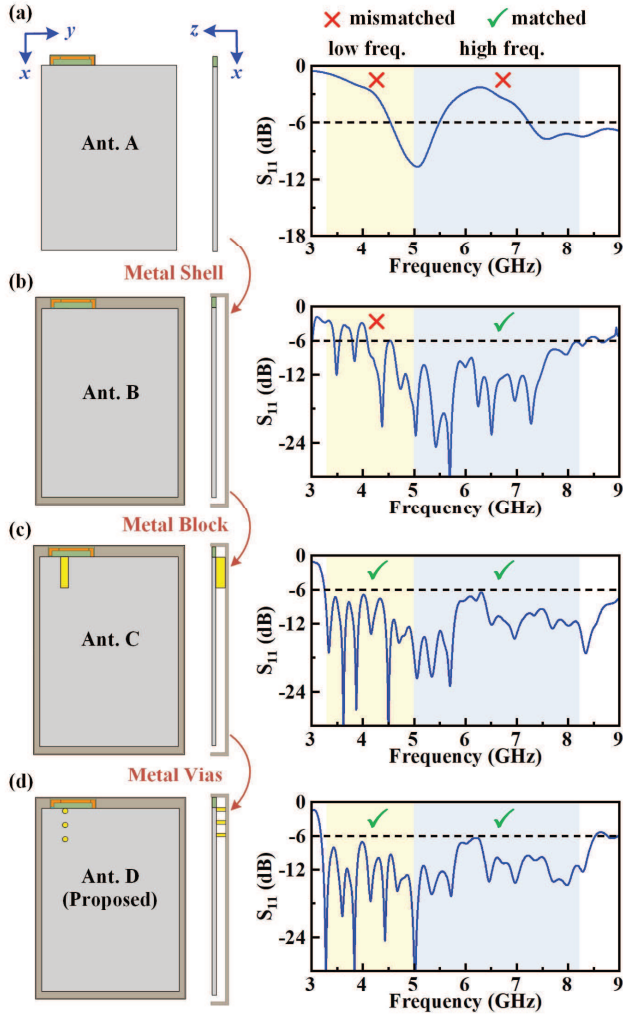 (a)
mismatched matched
low freq. high freq.
y
x
z
x
Ant. A
S11 (dB)
0
-6
-12
-18
3 4 5 6 7 8 9
Frequency (GHz)
Metal Shell
(b)
Ant. B
S11 (dB)
0
-6
-12
-24
3 4 5 6 7 8 9
Frequency (GHz)
Metal Block
(c)
Ant. C
S11 (dB)
0
-6
-12
-24
3 4 5 6 7 8 9
Frequency (GHz)
Metal Vias
(d)
Ant. D
(Proposed)
S11 (dB)
0
-6
-12
-24
3 4 5 6 7 8 9
Frequency (GHz)